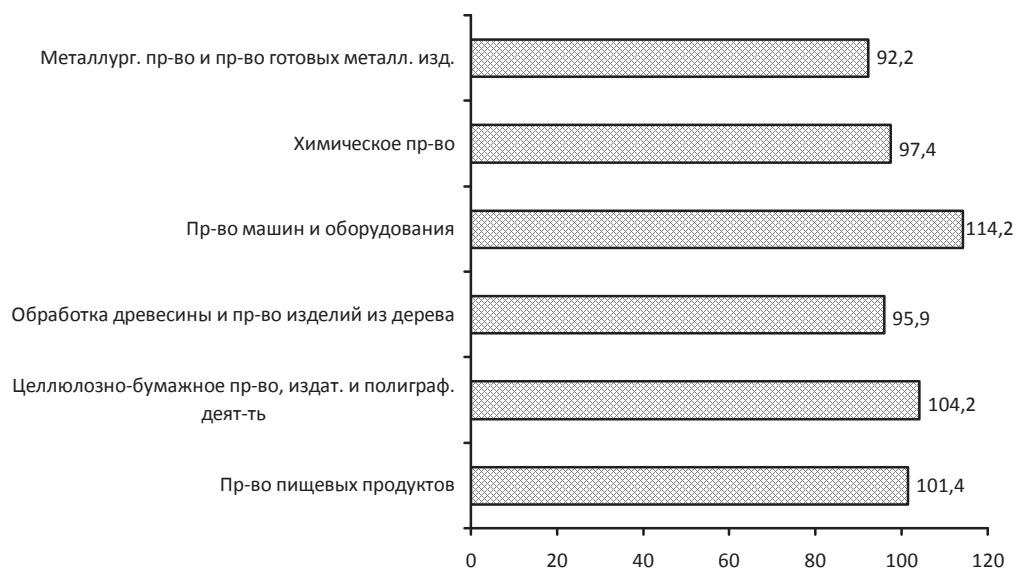 Металлург. пр-во и пр-во готовых металл. изд.
92,2
Химическое пр-во
97,4
Пр-во машин и оборудования
114,2
Обработка древесины и пр-во изделий из дерева
95,9
Целлюлозно-бумажное пр-во, издат. и полиграф.
деят-ть
104,2
Пр-во пищевых продуктов
101,4
0 20 40 60 80 100 120